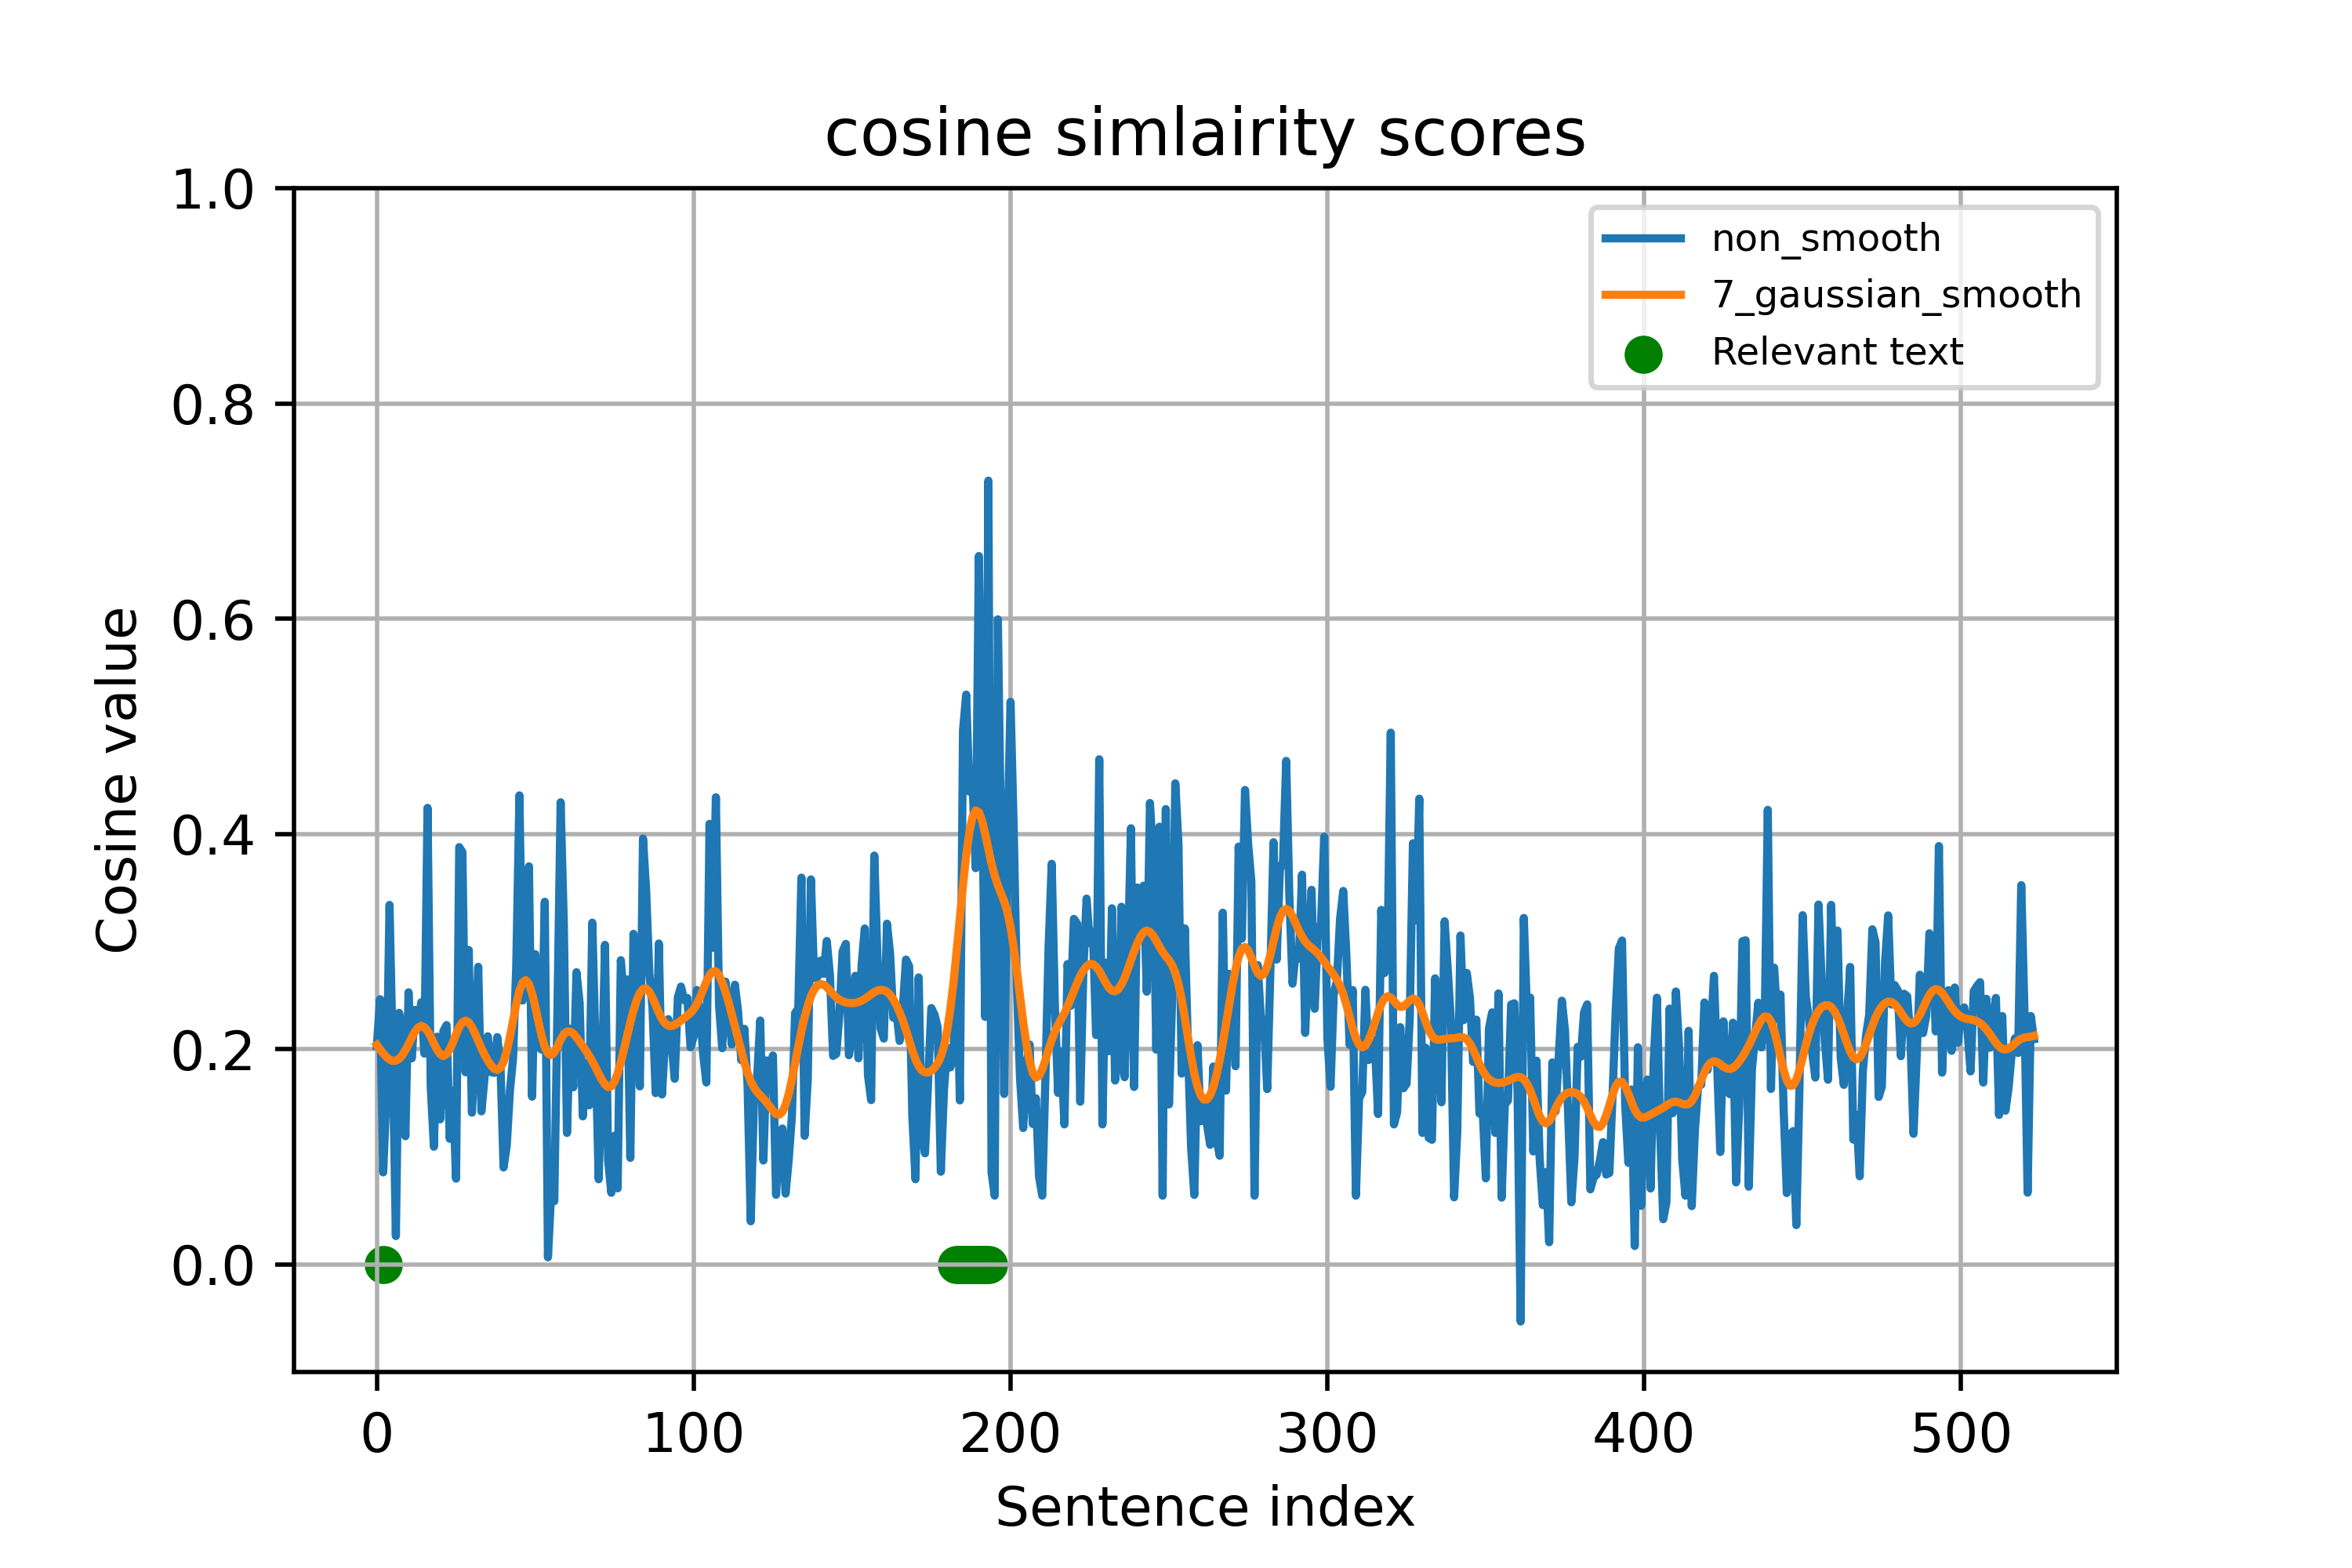 cosine simlairity scores
1.0
0.8
0.6
0.4
0.2
0.0
Cosine value
non_smooth
7_gaussian_smooth
Relevant text
0 100 200 300 400 500
Sentence index